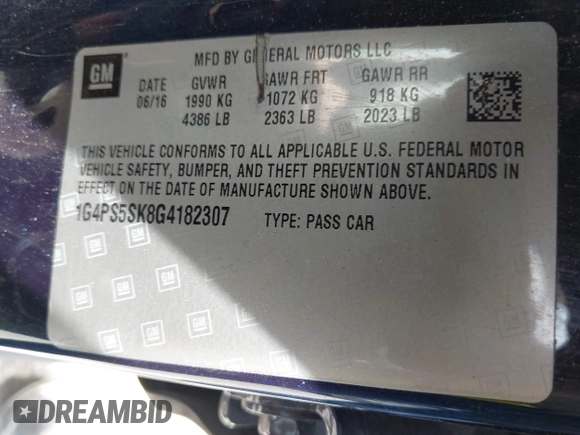 GM
MFD BY GENERAL MOTORS LLC
DATE GVWR GAWR FRT GAWR RR
06/16 1990 KG 1072 KG 918 KG
4386 LB 2363 LB 2023 LB
THIS VEHICLE CONFORMS TO ALL APPLICABLE U.S. FEDERAL MOTOR
VEHICLE SAFETY, BUMPER, AND THEFT PREVENTION STANDARDS IN
EFFECT ON THE DATE OF MANUFACTURE SHOWN ABOVE.
1G4PS5SK8G4182307 TYPE: PASS CAR
DREAMBID